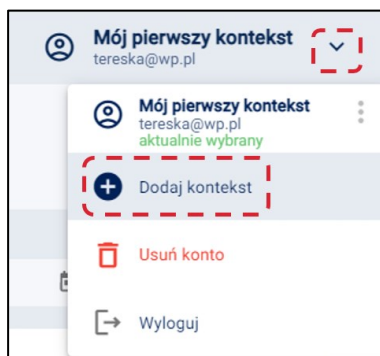 Mój pierwszy kontekst
tereska@wp.pl
Mój pierwszy kontekst
tereska@wp.pl
aktualnie wybrany
Dodaj kontekst
Usuń konto
Wyloguj